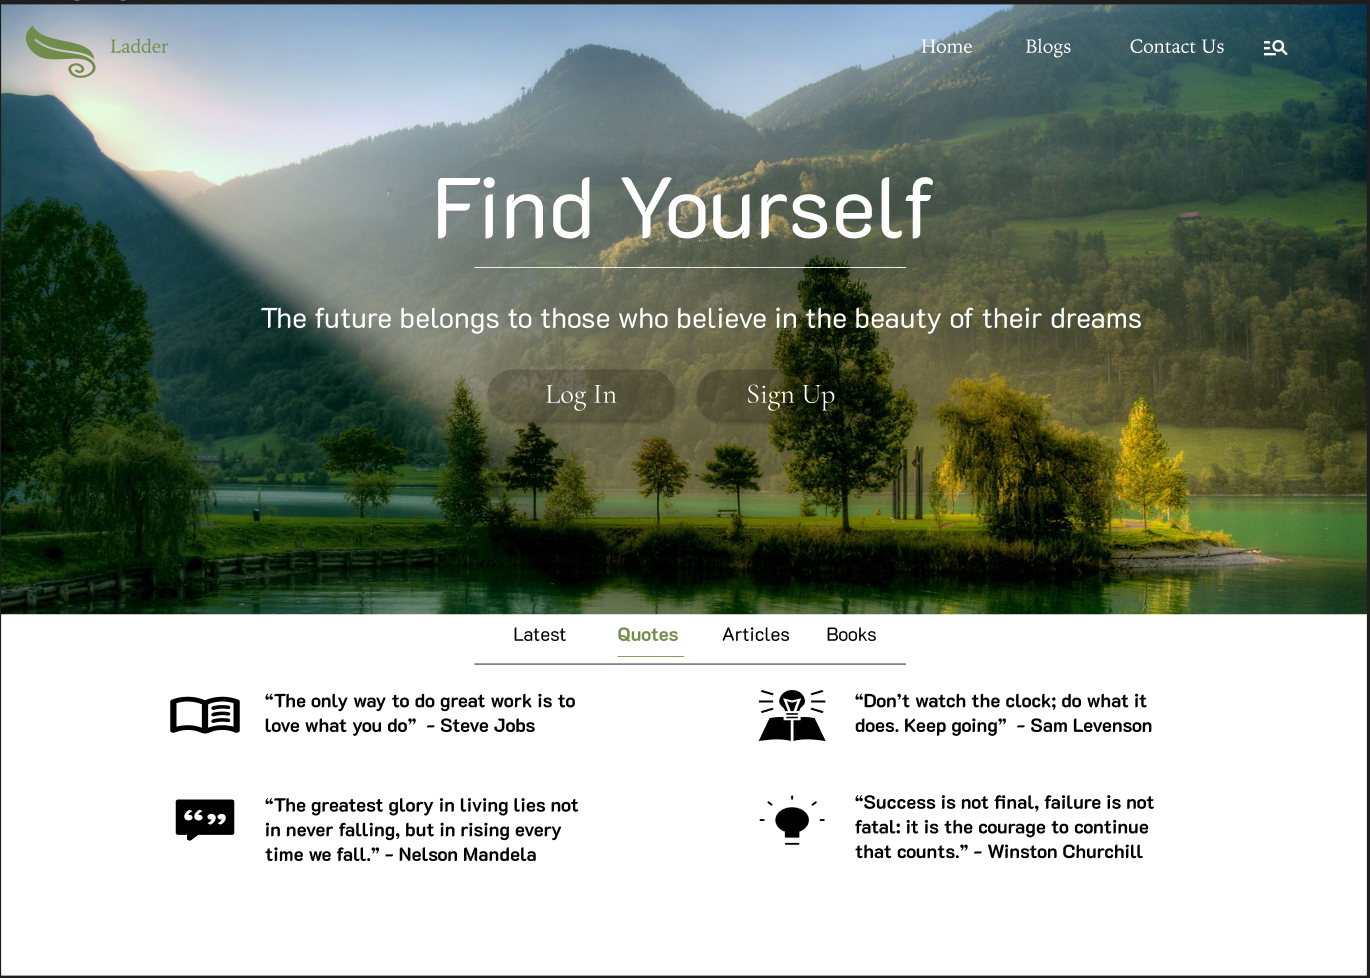 Ladder
Home Blogs Contact Us
Find Yourself
The future belongs to those who believe in the beauty of their dreams
Log In Sign Up
Latest Quotes Articles Books
“The only way to do great work is to
love what you do”  - Steve Jobs
“Don’t watch the clock; do what it
does. Keep going”  - Sam Levenson
“The greatest glory in living lies not
in never falling, but in rising every
time we fall.” - Nelson Mandela
“Success is not final, failure is not
fatal: it is the courage to continue
that counts.” - Winston Churchill